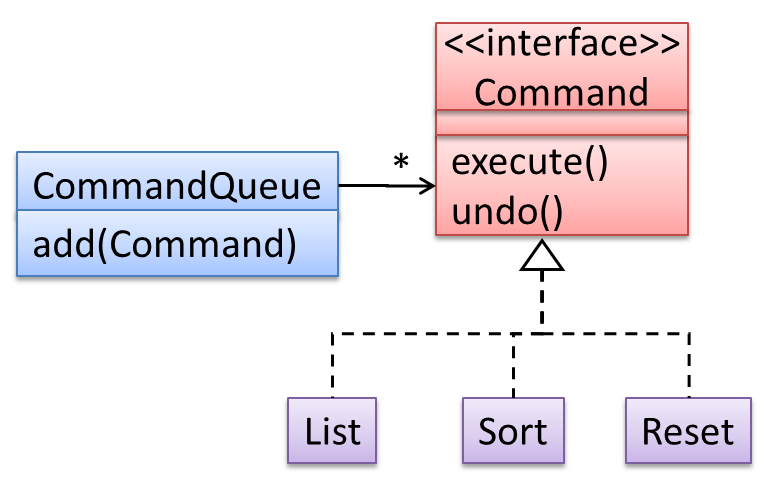 <<interface>>
Command
*
execute()
undo()
CommandQueue
add(Command)
List
Sort
Reset